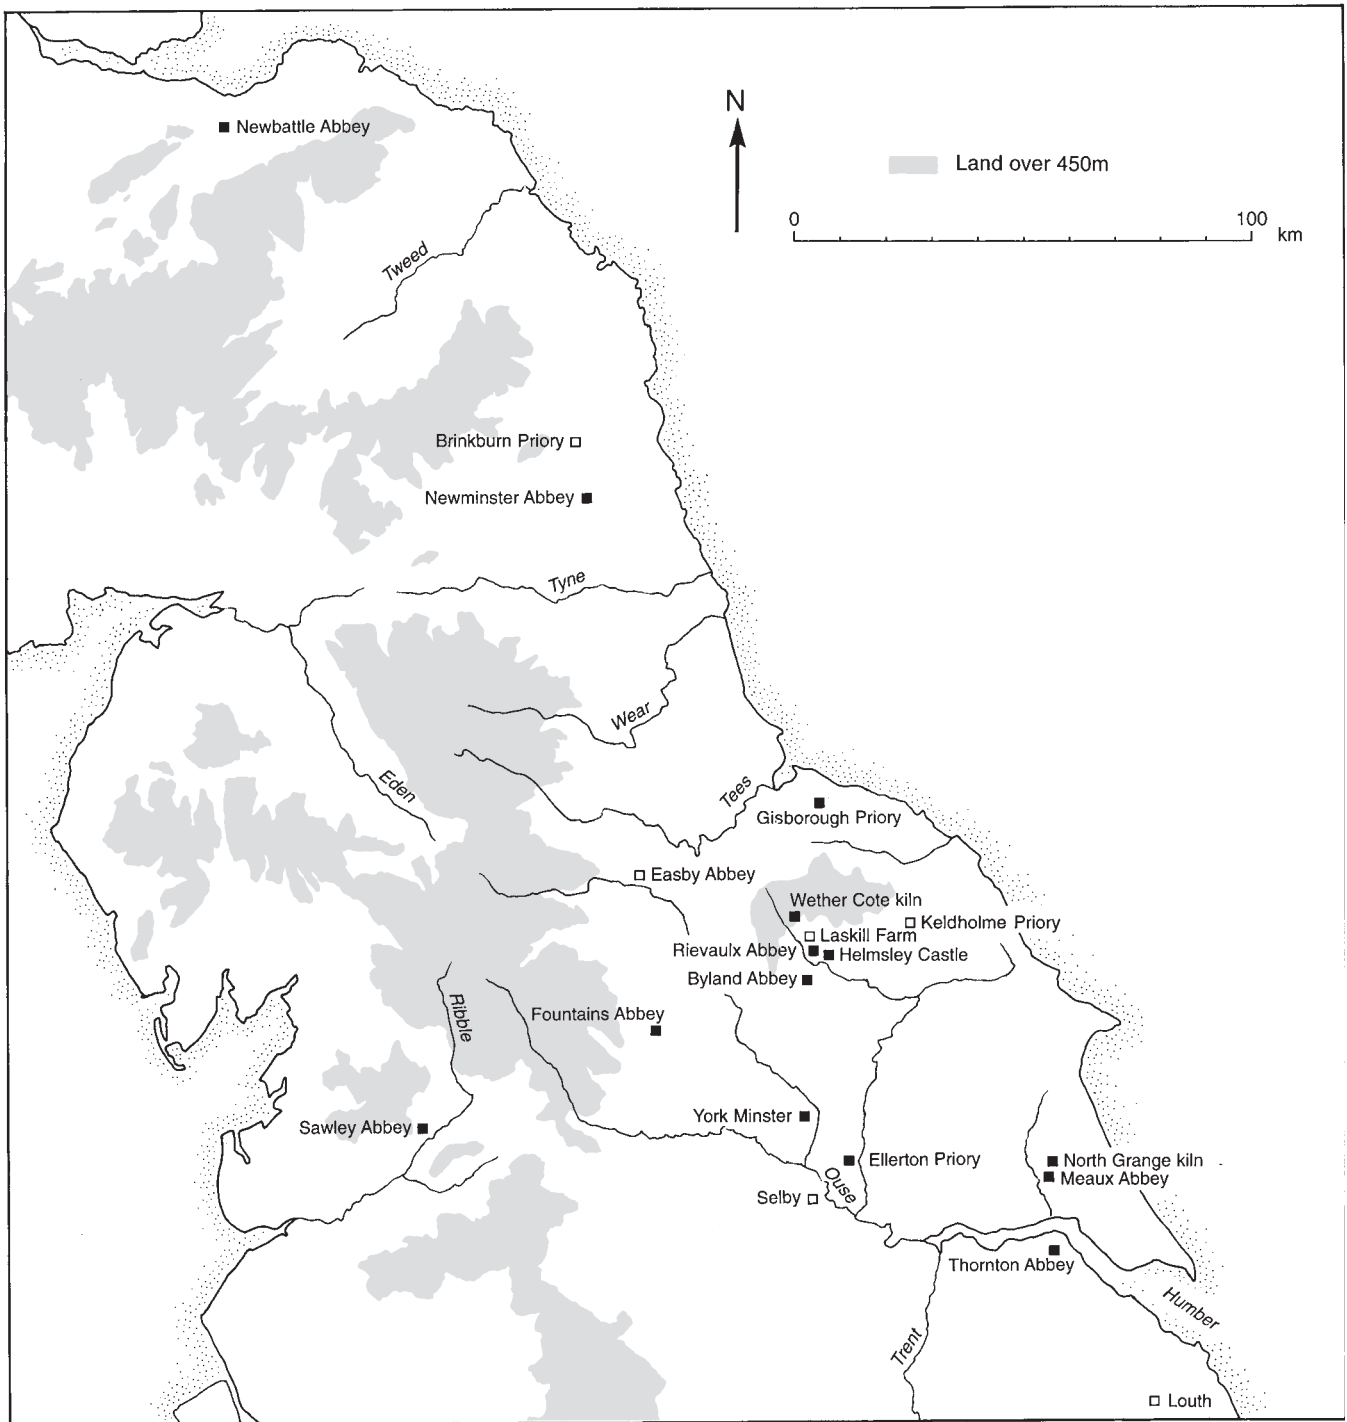 N
Newbattle Abbey
Land over 450m
0
100
km
Tweed
Brinkburn Priory
Newminster Abbey
Tyne
Wear
Eden
Tees
Gisborough Priory
Easby Abbey
Wether Cote kiln
Keldholme Priory
Laskill Farm
Rievaulx Abbey
Helmsley Castle
Byland Abbey
Ribble
Fountains Abbey
York Minster
Sawley Abbey
Ellerton Priory
North Grange kiln
Meaux Abbey
Ouse
Selby
Thornton Abbey
Humber
Trent
Louth